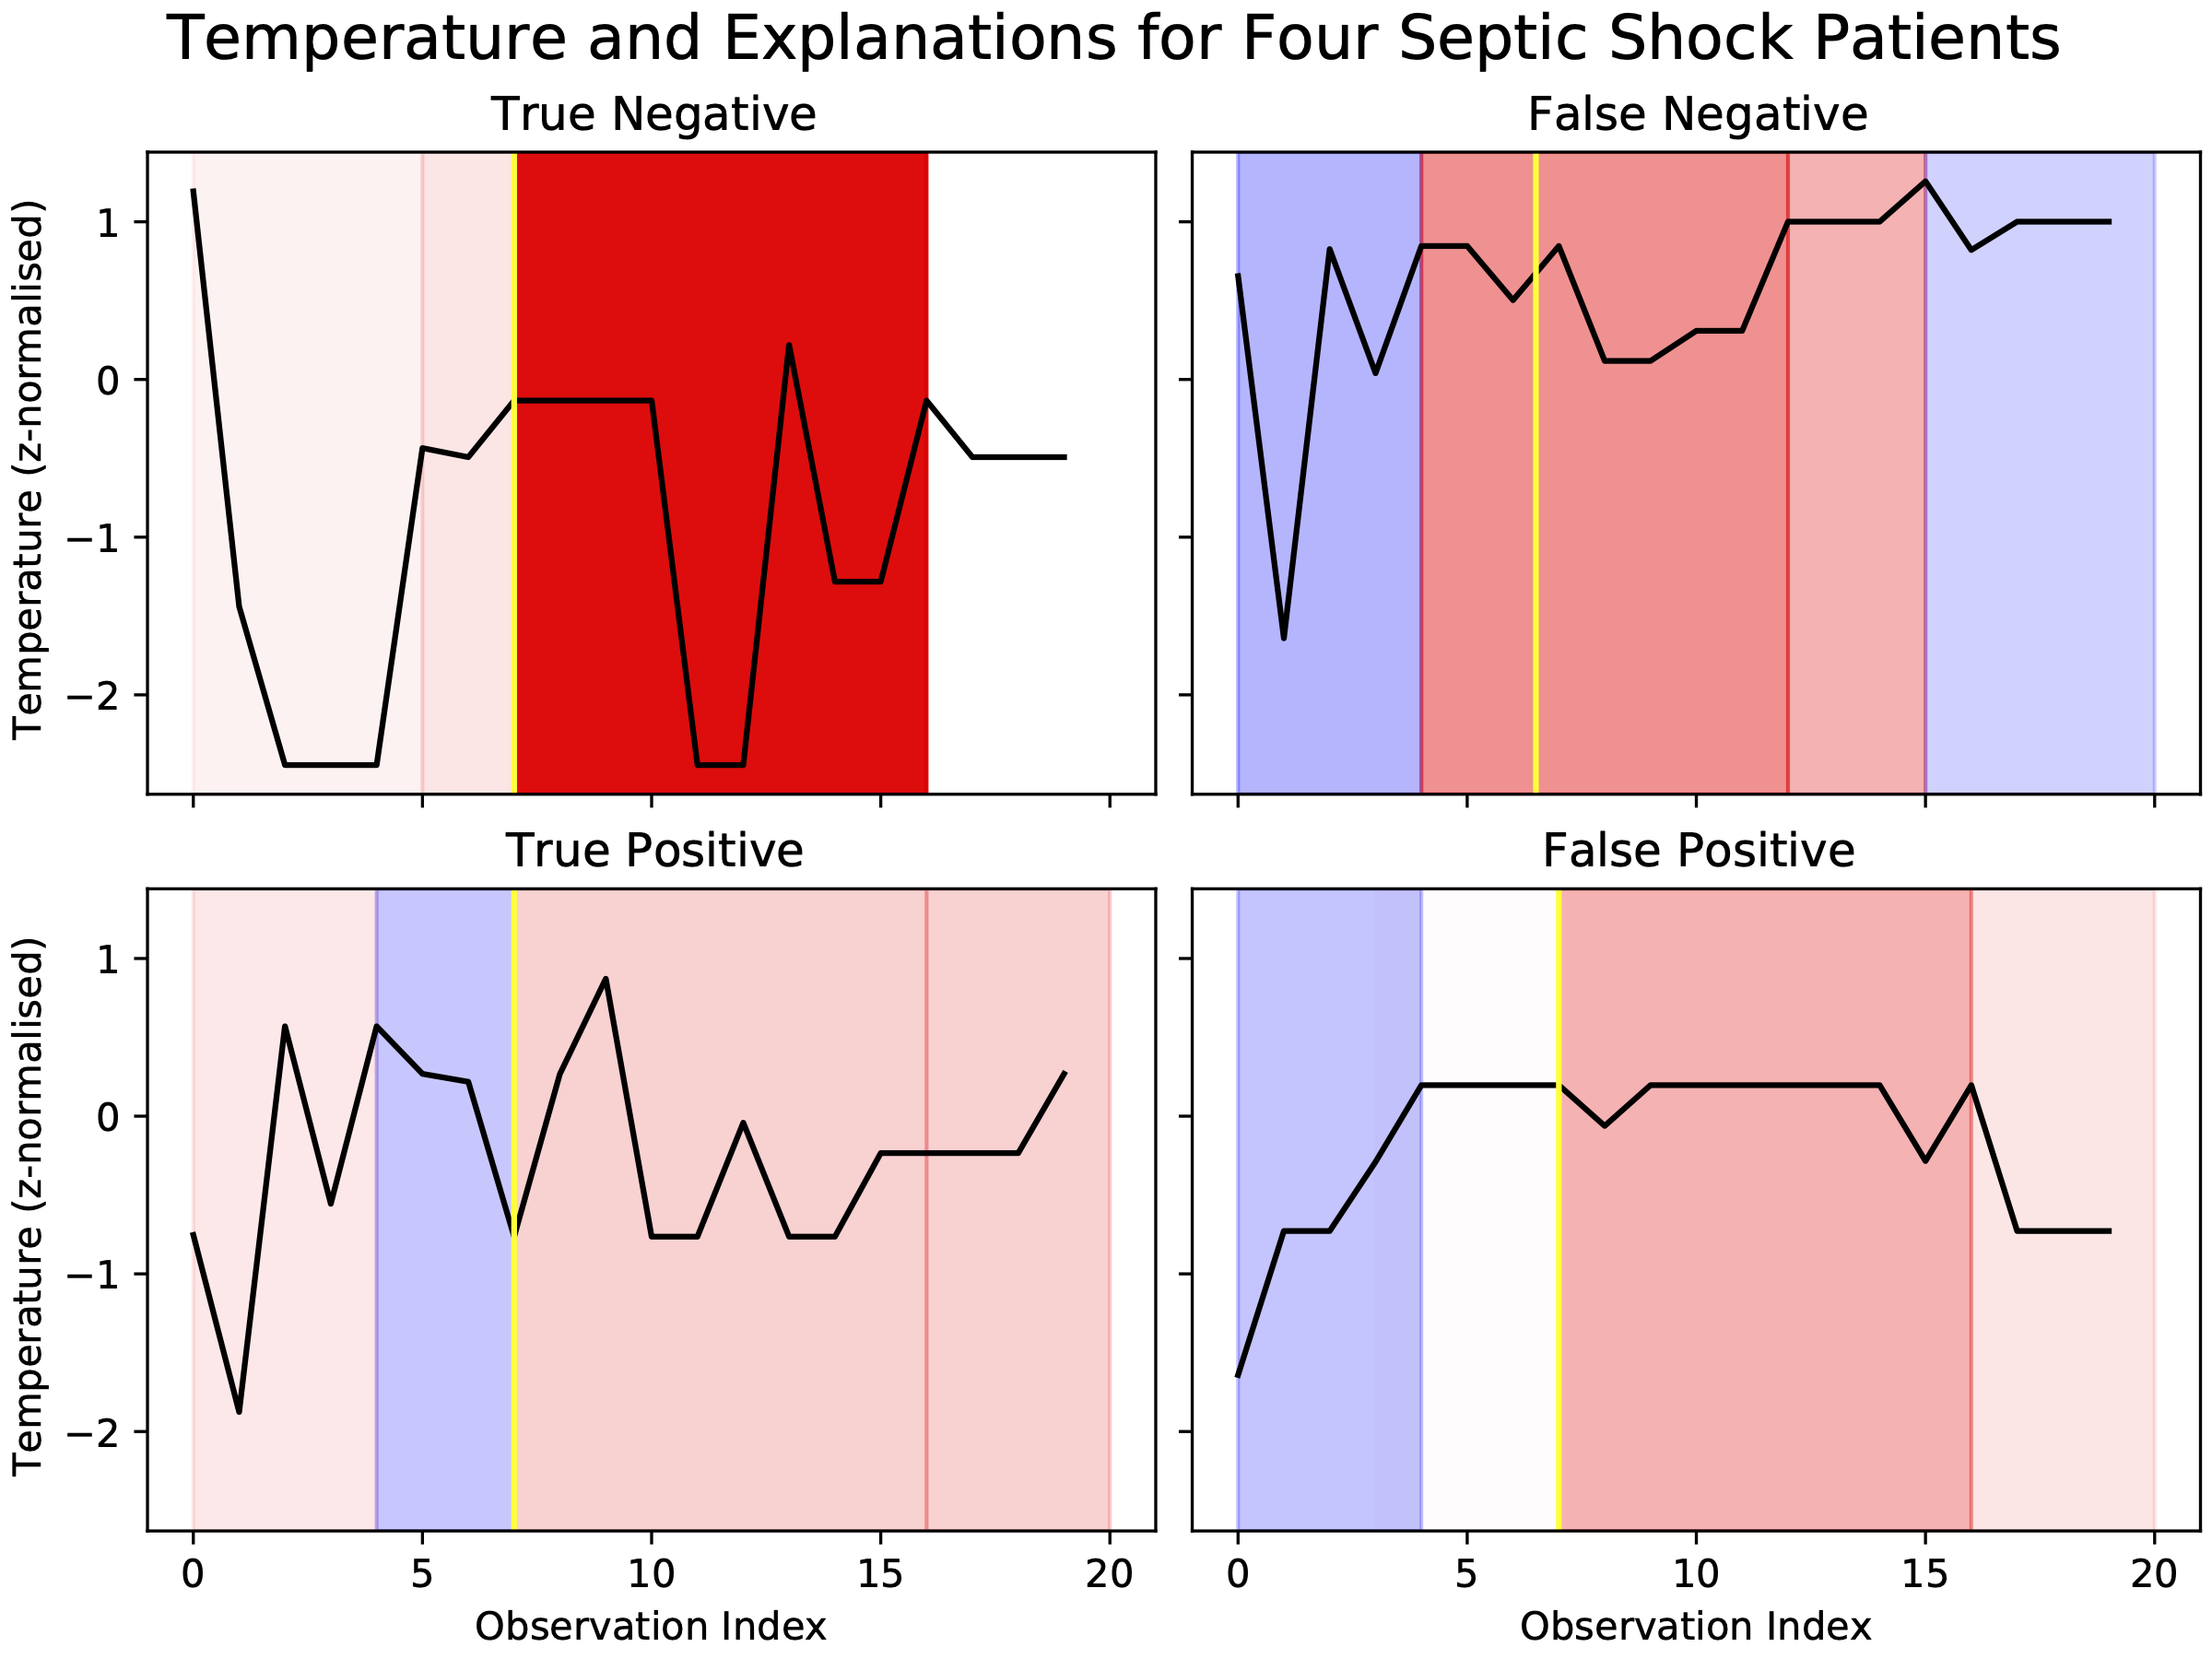 Temperature and Explanations for Four Septic Shock Patients
True Negative
False Negative
Temperature (z-normalised)
1
0
−1
−2
True Positive
False Positive
Temperature (z-normalised)
1
0
−1
−2
0 5 10 15 20
0 5 10 15 20
Observation Index
Observation Index